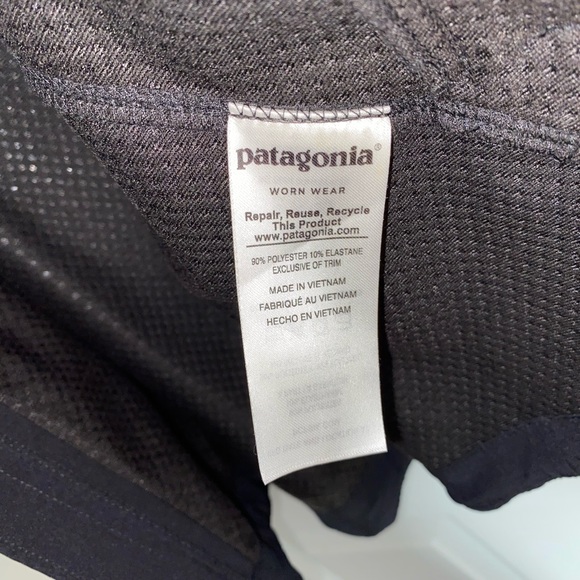 patagonia®
WORN WEAR
Repair, Reuse, Recycle
This Product
www.patagonia.com
90% POLYESTER 10% ELASTANE
EXCLUSIVE OF TRIM
MADE IN VIETNAM
FABRIQUÉ AU VIETNAM
HECHO EN VIETNAM